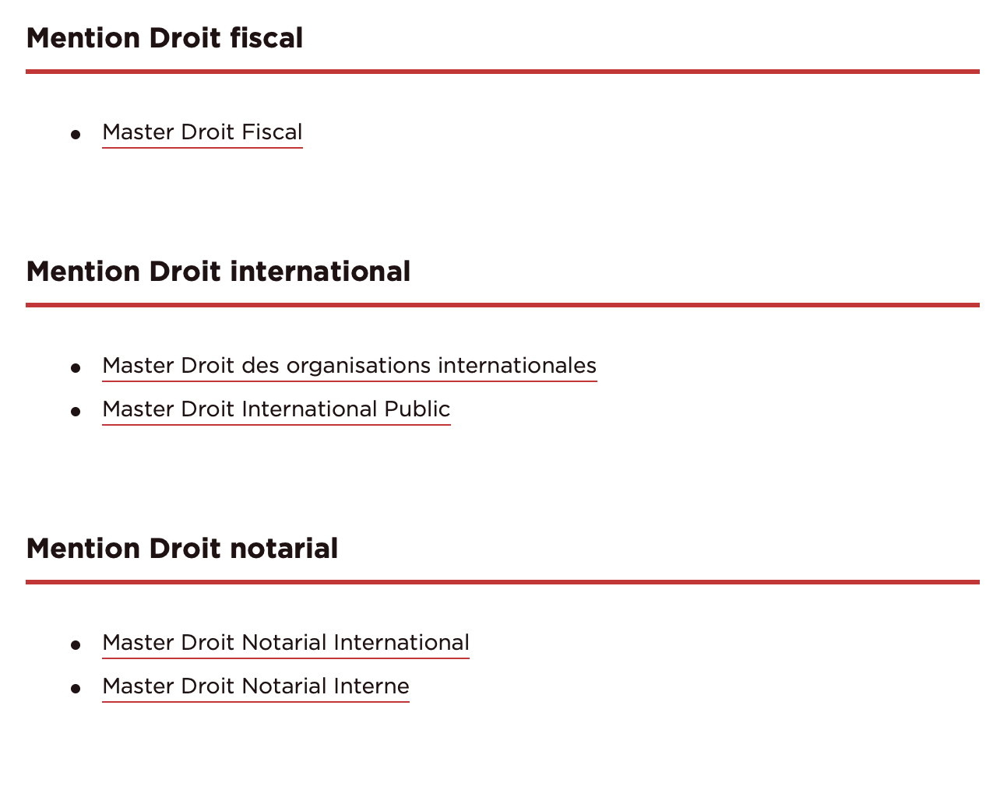 Mention Droit fiscal
Master Droit Fiscal
Mention Droit international
Master Droit des organisations internationales
Master Droit International Public
Mention Droit notarial
Master Droit Notarial International
Master Droit Notarial Interne